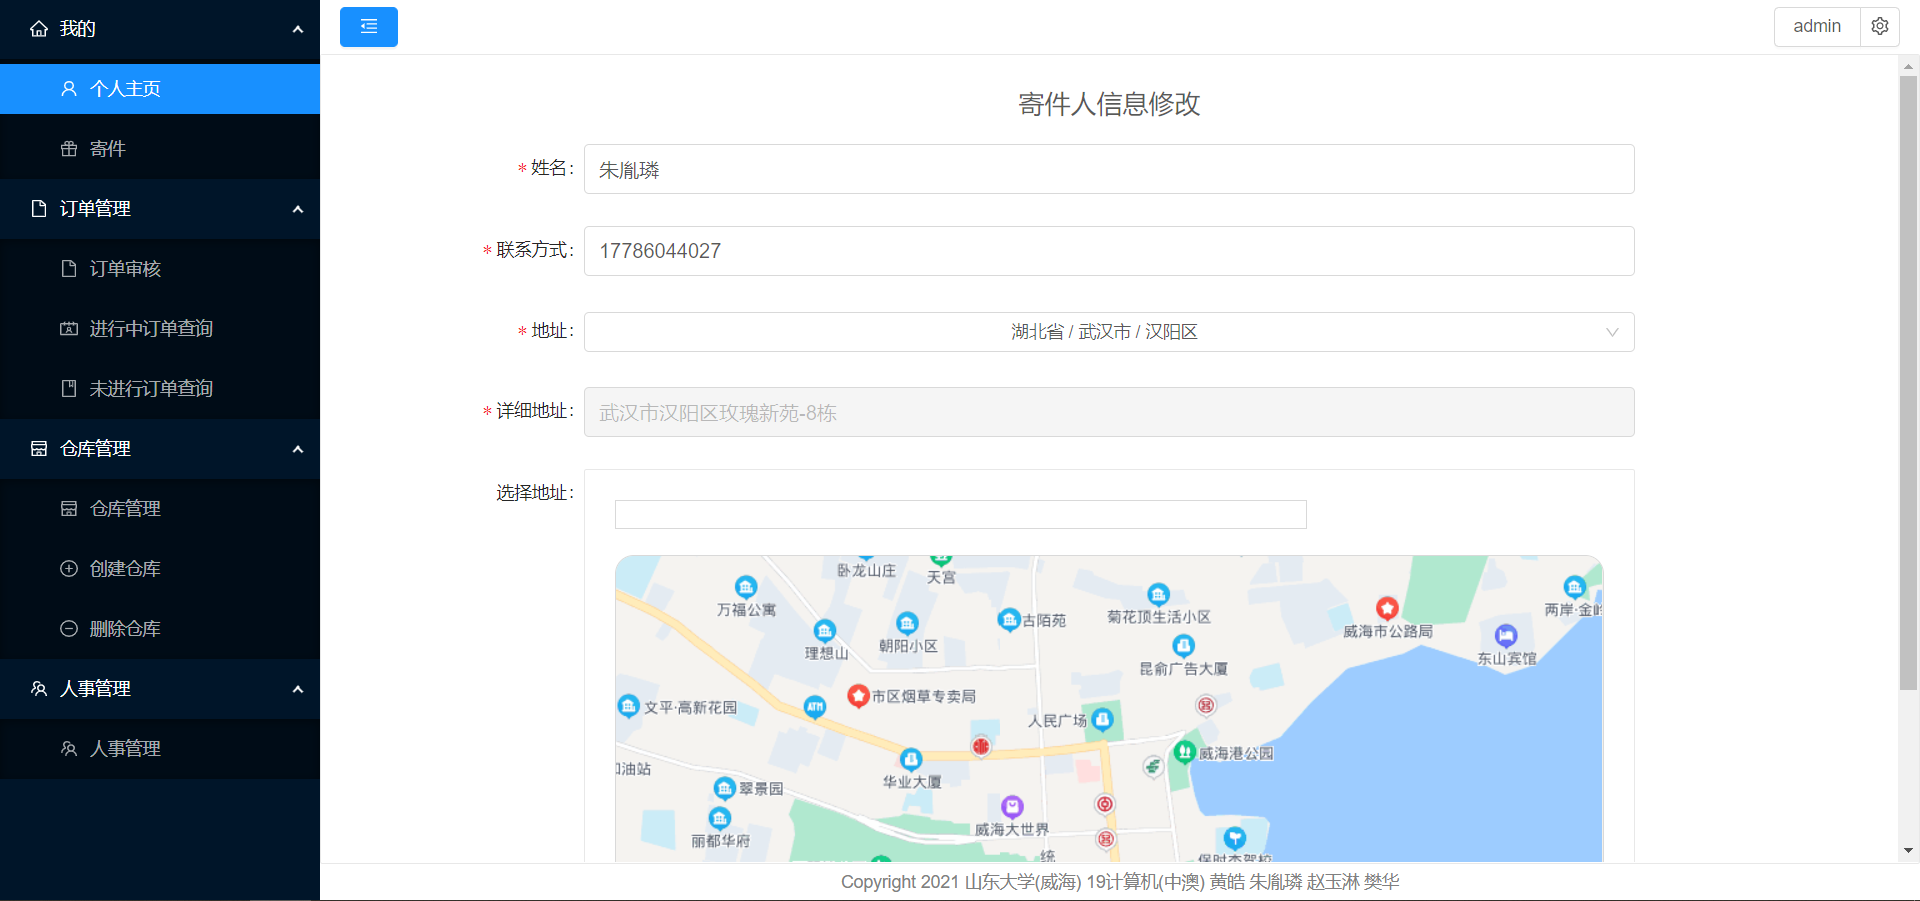 我的
个人主页
寄件
订单管理
订单审核
进行中订单查询
未进行订单查询
仓库管理
仓库管理
创建仓库
删除仓库
人事管理
人事管理
admin
寄件人信息修改
* 姓名:
朱胤璘
* 联系方式:
17786044027
* 地址:
湖北省 / 武汉市 / 汉阳区
* 详细地址:
武汉市汉阳区玫瑰新苑-8栋
选择地址:
卧龙山庄
天宫
万福公寓
理想山
朝阳小区
古陌苑
菊花顶生活小区
昆俞广告大厦
威海市公路局
两岸·金
东山宾馆
文平·高新花园
ATM
市区烟草专卖局
人民广场
威海港公园
油站
华业大厦
翠景园
丽都华府
威海大世界
统
保时杰驾校
Copyright 2021 山东大学(威海) 19计算机(中澳) 黄皓 朱胤璘 赵玉淋 樊华